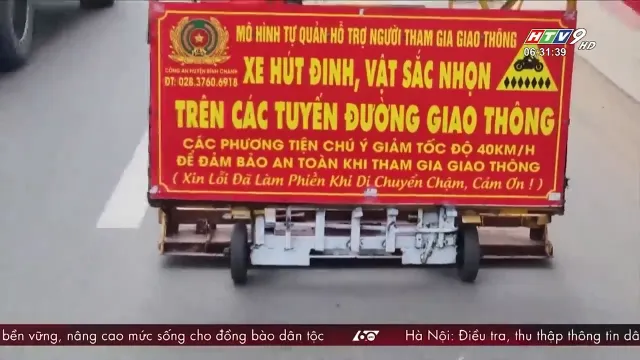 HTV9 HD
06:31:39
MÔ HÌNH TỰ QUẢN HỖ TRỢ NGƯỜI THAM GIA GIAO THÔNG
CÔNG AN HUYỆN BÌNH CHÁNH
ĐT: 028.3760.6918
XE HÚT ĐINH, VẬT SẮC NHỌN
TRÊN CÁC TUYẾN ĐƯỜNG GIAO THÔNG
CÁC PHƯƠNG TIỆN CHÚ Ý GIẢM TỐC ĐỘ 40KM/H
ĐỂ ĐẢM BẢO AN TOÀN KHI THAM GIA GIAO THÔNG
( Xin Lỗi Đã Làm Phiền Khi Di Chuyển Chậm, Cảm Ơn ! )
bền vững, nâng cao mức sống cho đồng bào dân tộc 60 Hà Nội: Điều tra, thu thập thông tin dâ